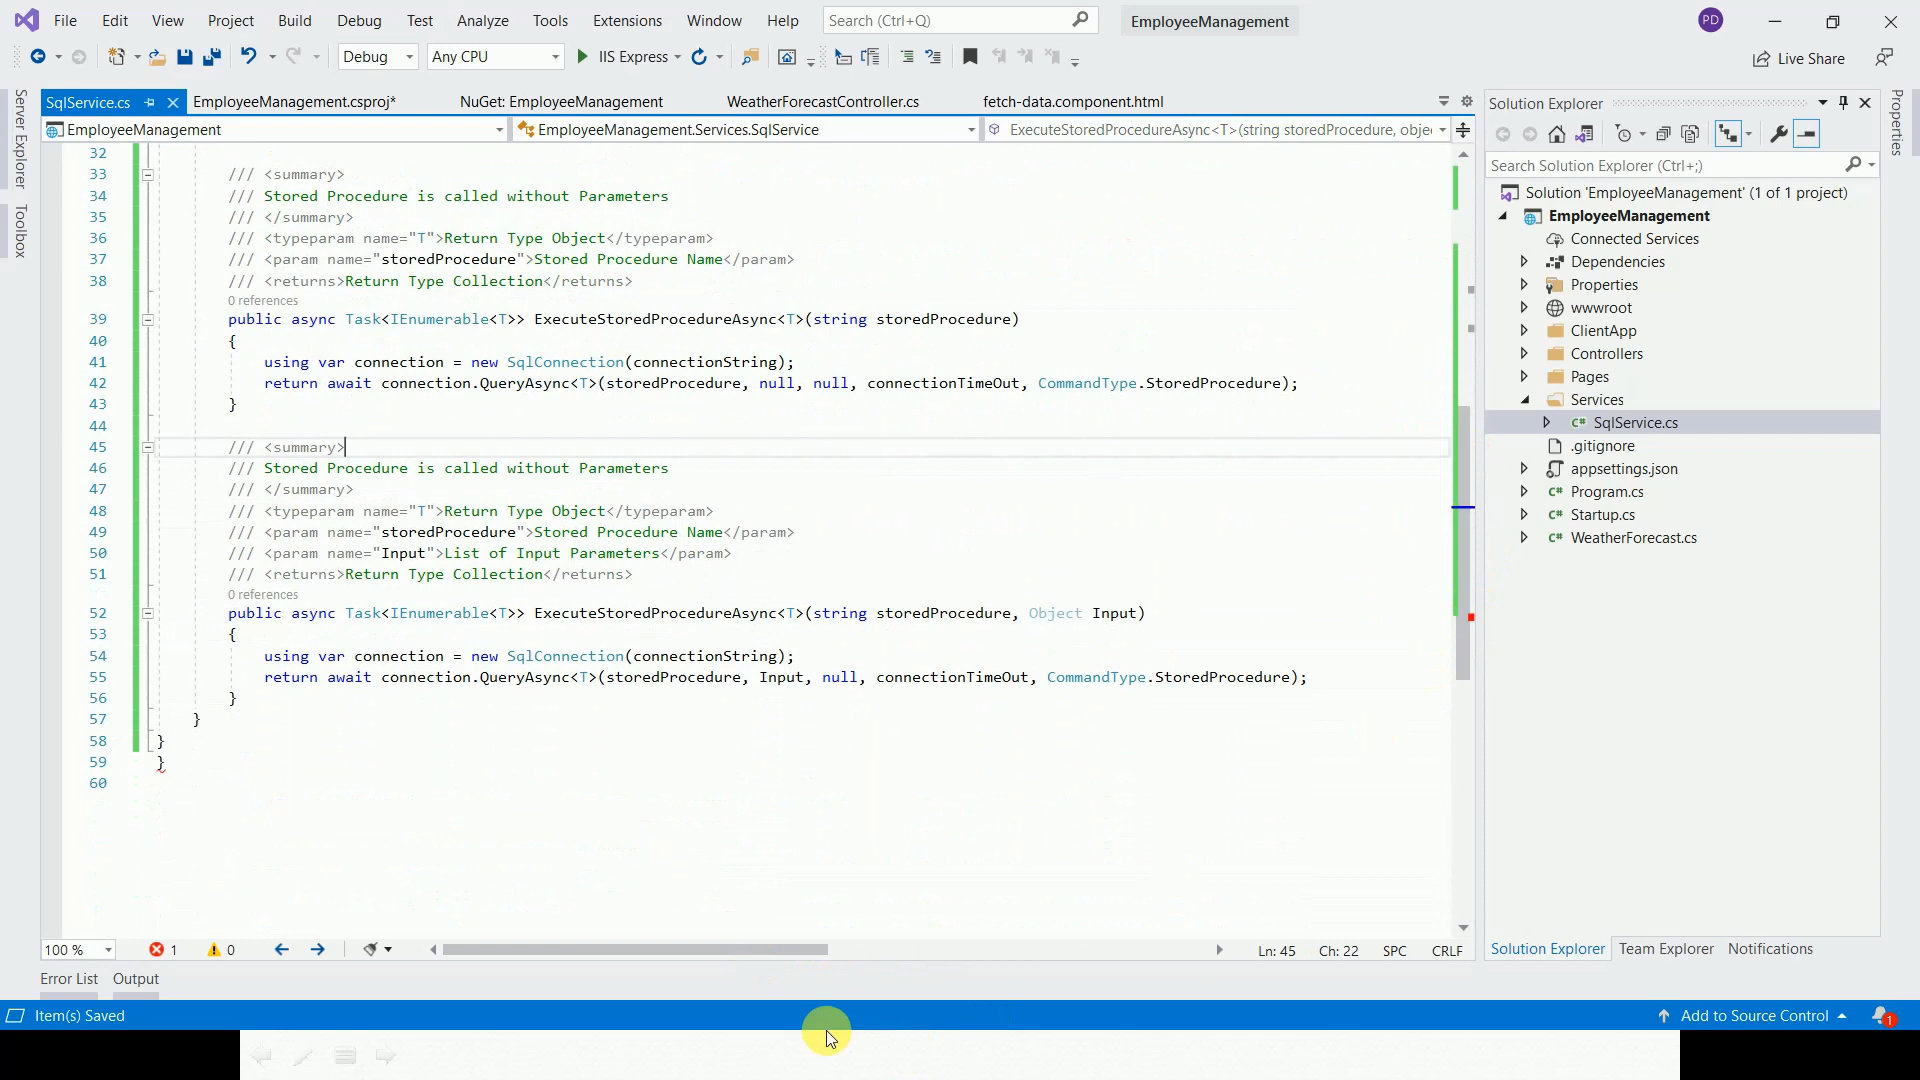 File Edit View Project Build Debug Test Analyze Tools Extensions Window Help Search (Ctrl+Q) EmployeeManagement PD
Debug Any CPU IIS Express Live Share
SqlService.cs EmployeeManagement.csproj* NuGet: EmployeeManagement WeatherForecastController.cs fetch-data.component.html
EmployeeManagement EmployeeManagement.Services.SqlService ExecuteStoredProcedureAsync<T>(string storedProcedure, obje
32
33 /// <summary>
34 /// Stored Procedure is called without Parameters
35 /// </summary>
36 /// <typeparam name="T">Return Type Object</typeparam>
37 /// <param name="storedProcedure">Stored Procedure Name</param>
38 /// <returns>Return Type Collection</returns>
0 references
39 public async Task<IEnumerable<T>> ExecuteStoredProcedureAsync<T>(string storedProcedure)
40 {
41 using var connection = new SqlConnection(connectionString);
42 return await connection.QueryAsync<T>(storedProcedure, null, null, connectionTimeOut, CommandType.StoredProcedure);
43 }
44
45 /// <summary>
46 /// Stored Procedure is called without Parameters
47 /// </summary>
48 /// <typeparam name="T">Return Type Object</typeparam>
49 /// <param name="storedProcedure">Stored Procedure Name</param>
50 /// <param name="Input">List of Input Parameters</param>
51 /// <returns>Return Type Collection</returns>
0 references
52 public async Task<IEnumerable<T>> ExecuteStoredProcedureAsync<T>(string storedProcedure, Object Input)
53 {
54 using var connection = new SqlConnection(connectionString);
55 return await connection.QueryAsync<T>(storedProcedure, Input, null, connectionTimeOut, CommandType.StoredProcedure);
56 }
57 }
58 }
59 }
60
100 % 1 0 Ln: 45 Ch: 22 SPC CRLF
Error List Output
Item(s) Saved Add to Source Control 1
Server Explorer
Toolbox
Solution Explorer
Search Solution Explorer (Ctrl+;)
Solution 'EmployeeManagement' (1 of 1 project)
EmployeeManagement
Connected Services
Dependencies
Properties
wwwroot
ClientApp
Controllers
Pages
Services
C# SqlService.cs
.gitignore
appsettings.json
C# Program.cs
C# Startup.cs
C# WeatherForecast.cs
Solution Explorer Team Explorer Notifications
Properties